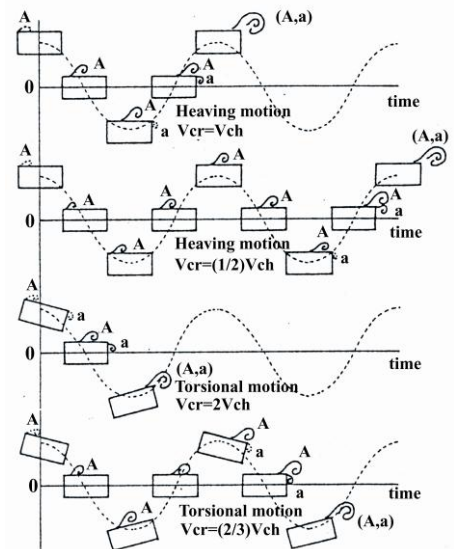 A
(A,a)
A
A
a
0
time
A
a
Heaving motion
Vcr=Vch
A
A
(A,a)
A
A
A
a
0
time
A
Heaving motion
A
a
Vcr=(1/2)Vch
A
a
A
a
0
time
(A,a)
Torsional motion
Vcr=2Vch
A
A
a
A
A
A
0
a
time
A
Torsional motion
Vcr=(2/3)Vch
(A,a)